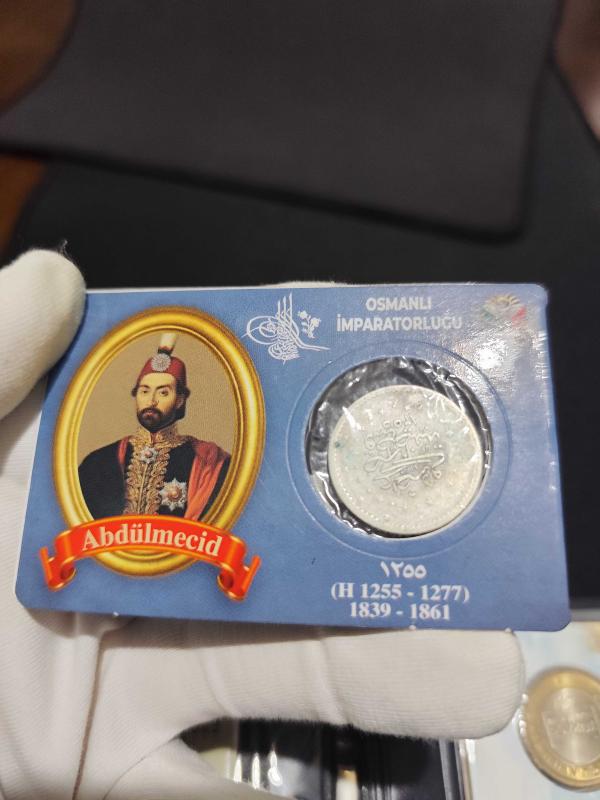 OSMANLI
İMPARATORLUĞU
Abdülmecid
١٢٥٥
(H 1255 - 1277)
1839 - 1861